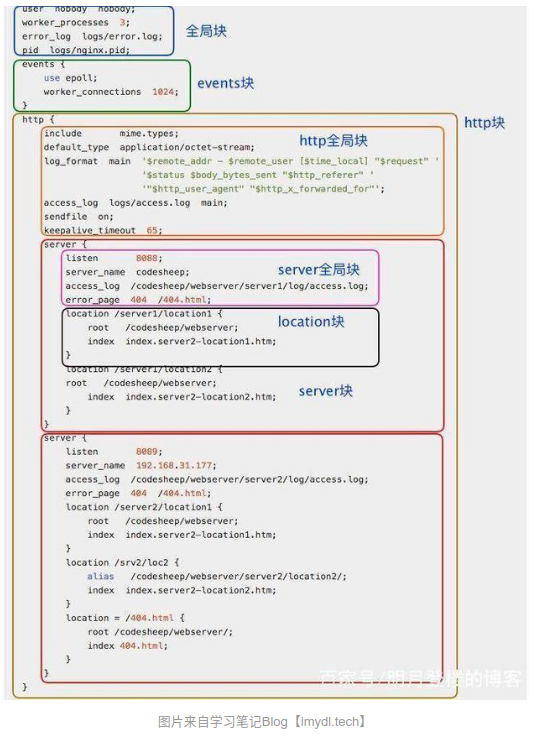 user nobody nobody;
worker_processes 3;
error_log logs/error.log;
pid logs/nginx.pid;
全局块
events {
use epoll;
worker_connections 1024;
}
events块
http {
http块
include mime.types;
default_type application/octet-stream;
http全局块
log_format main '$remote_addr - $remote_user [$time_local] "$request" '
'$status $body_bytes_sent "$http_referer" '
'"$http_user_agent" "$http_x_forwarded_for"';
access_log logs/access.log main;
sendfile on;
keepalive_timeout 65;
server {
listen 8088;
server_name codesheep;
server全局块
access_log /codesheep/webserver/server1/log/access.log;
error_page 404 /404.html;
location /server1/location1 {
location块
root /codesheep/webserver;
index index.server2-location1.htm;
}
location /server1/location2 {
root /codesheep/webserver;
server块
index index.server2-location2.htm;
}
}
server {
listen 8089;
server_name 192.168.31.177;
access_log /codesheep/webserver/server2/log/access.log;
error_page 404 /404.html;
location /server2/location1 {
root /codesheep/webserver;
index index.server2-location1.htm;
}
location /srv2/loc2 {
alias /codesheep/webserver/server2/location2/;
index index.server2-location2.htm;
}
location = /404.html {
root /codesheep/webserver/;
index 404.html;
}
}
}
百家号/明月登楼的博客
图片来自学习笔记Blog【imydl.tech】